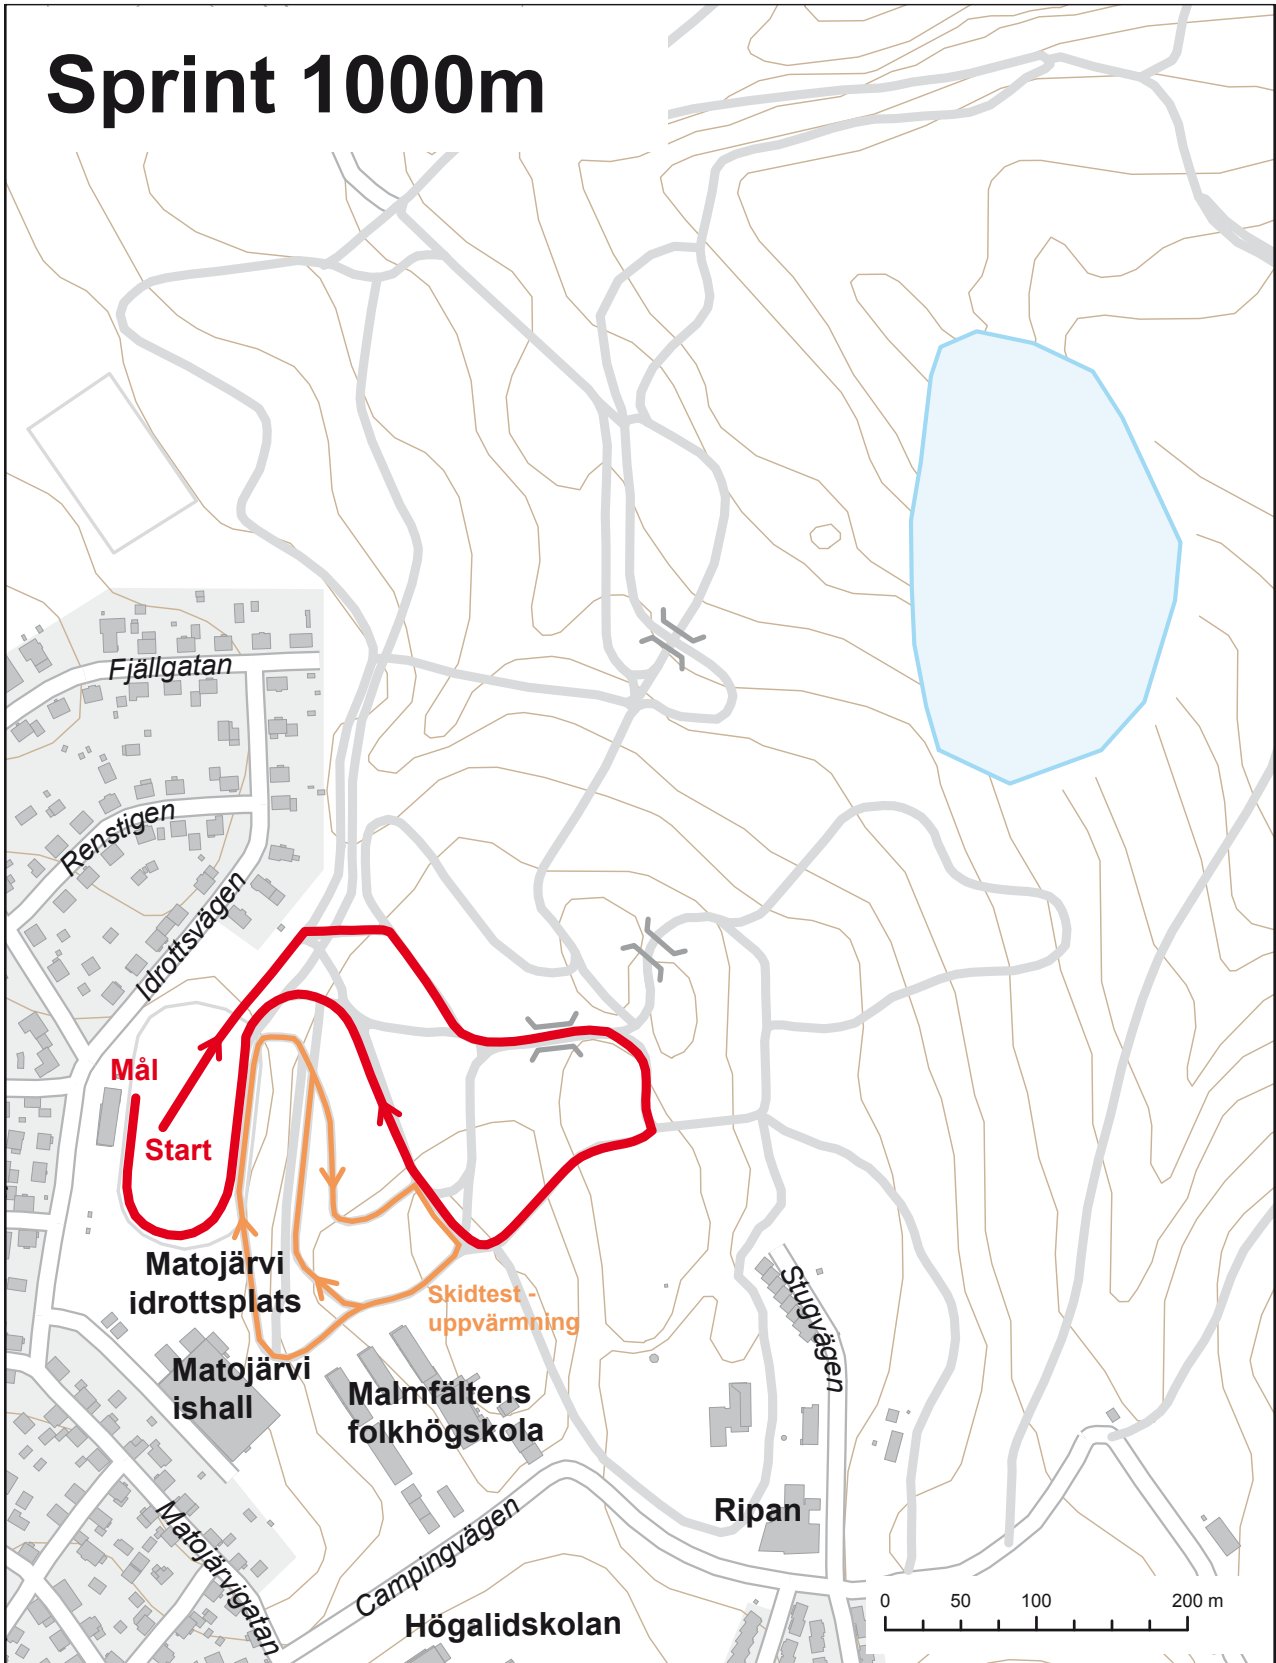 Sprint 1000m
Fjällgatan
Renstigen
Idrottsvägen
Mål
Start
Matojärvi
idrottsplats
Skidtest -
uppvärmning
Stugvägen
Matojärvi
ishall
Malmfältens
folkhögskola
Ripan
Matojärvigatan
Campingvägen
Högalidskolan
0 50 100 200 m